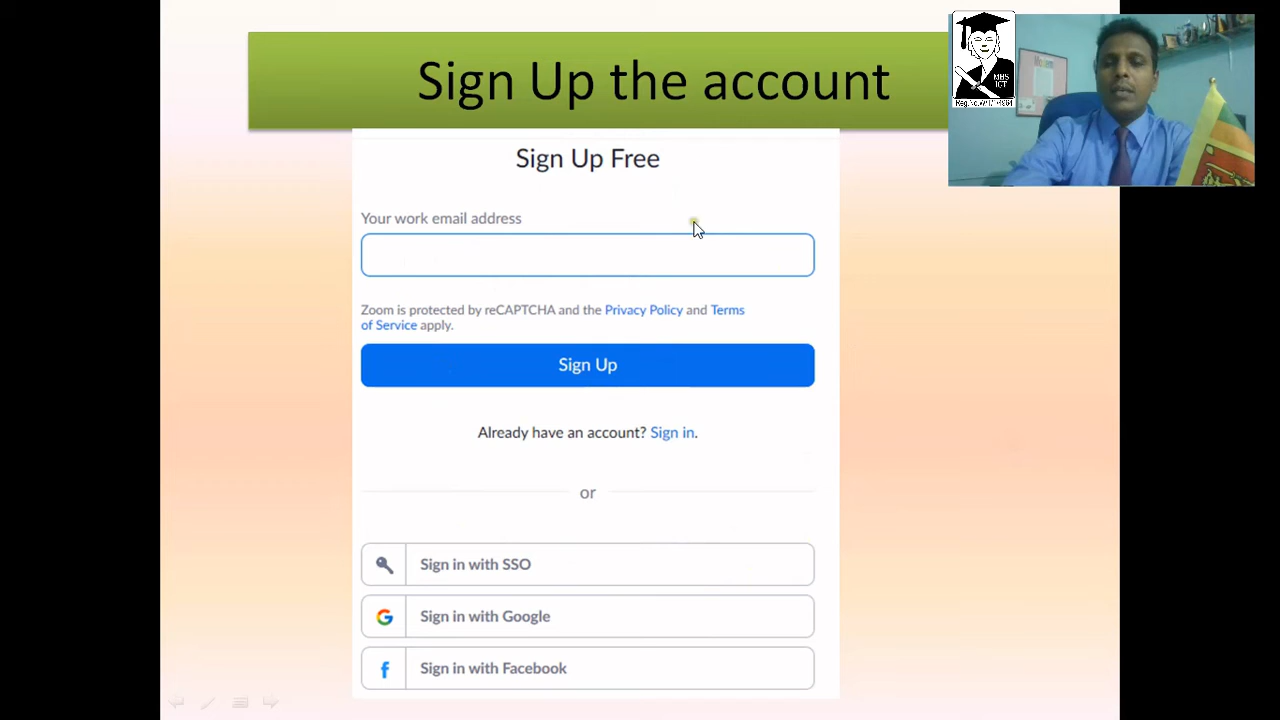 Sign Up the account
MBS
ICT
Sign Up Free
Your work email address
Zoom is protected by reCAPTCHA and the Privacy Policy and Terms
of Service apply.
Sign Up
Already have an account? Sign in.
or
Sign in with SSO
Sign in with Google
Sign in with Facebook